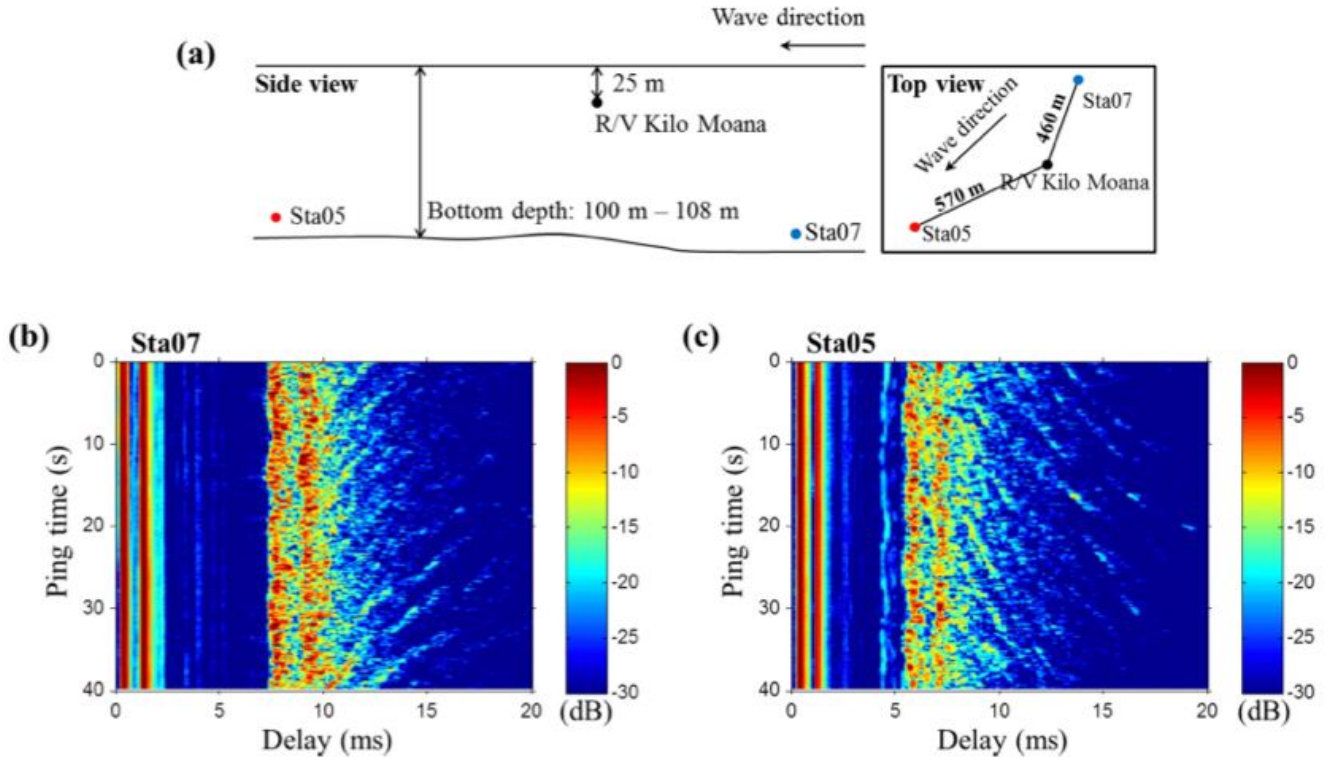 (a)
Wave direction
Side view
25 m
R/V Kilo Moana
Sta05
Bottom depth: 100 m – 108 m
Sta07
Top view
Sta07
Wave direction
460 m
R/V Kilo Moana
570 m
Sta05
(b)
Sta07
Ping time (s)
0
10
20
30
40
0
5
10
15
20
Delay (ms)
0
-5
-10
-15
-20
-25
-30
(dB)
(c)
Sta05
Ping time (s)
0
10
20
30
40
0
5
10
15
20
Delay (ms)
0
-5
-10
-15
-20
-25
-30
(dB)